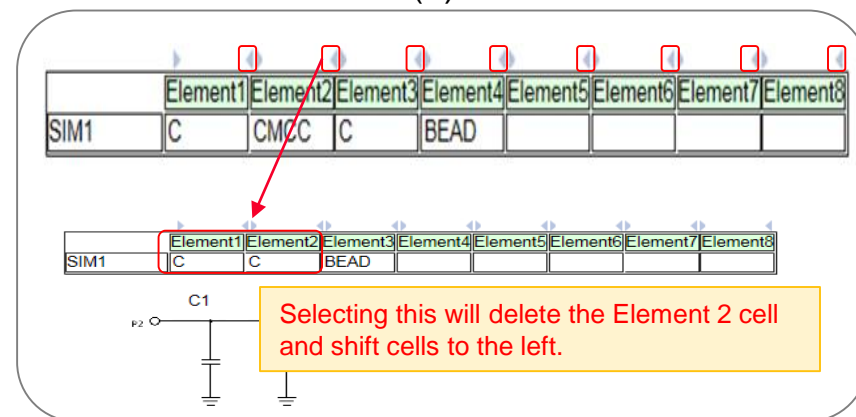 Element1 Element2 Element3 Element4 Element5 Element6 Element7 Element8
SIM1 C CMCC C BEAD
Element1 Element2 Element3 Element4 Element5 Element6 Element7 Element8
SIM1 C C BEAD
C1
P2
Selecting this will delete the Element 2 cell
and shift cells to the left.